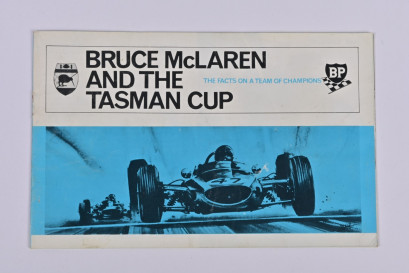 BRUCE McLAREN
AND THE
THE FACTS ON A TEAM OF CHAMPIONS
TASMAN CUP
BP